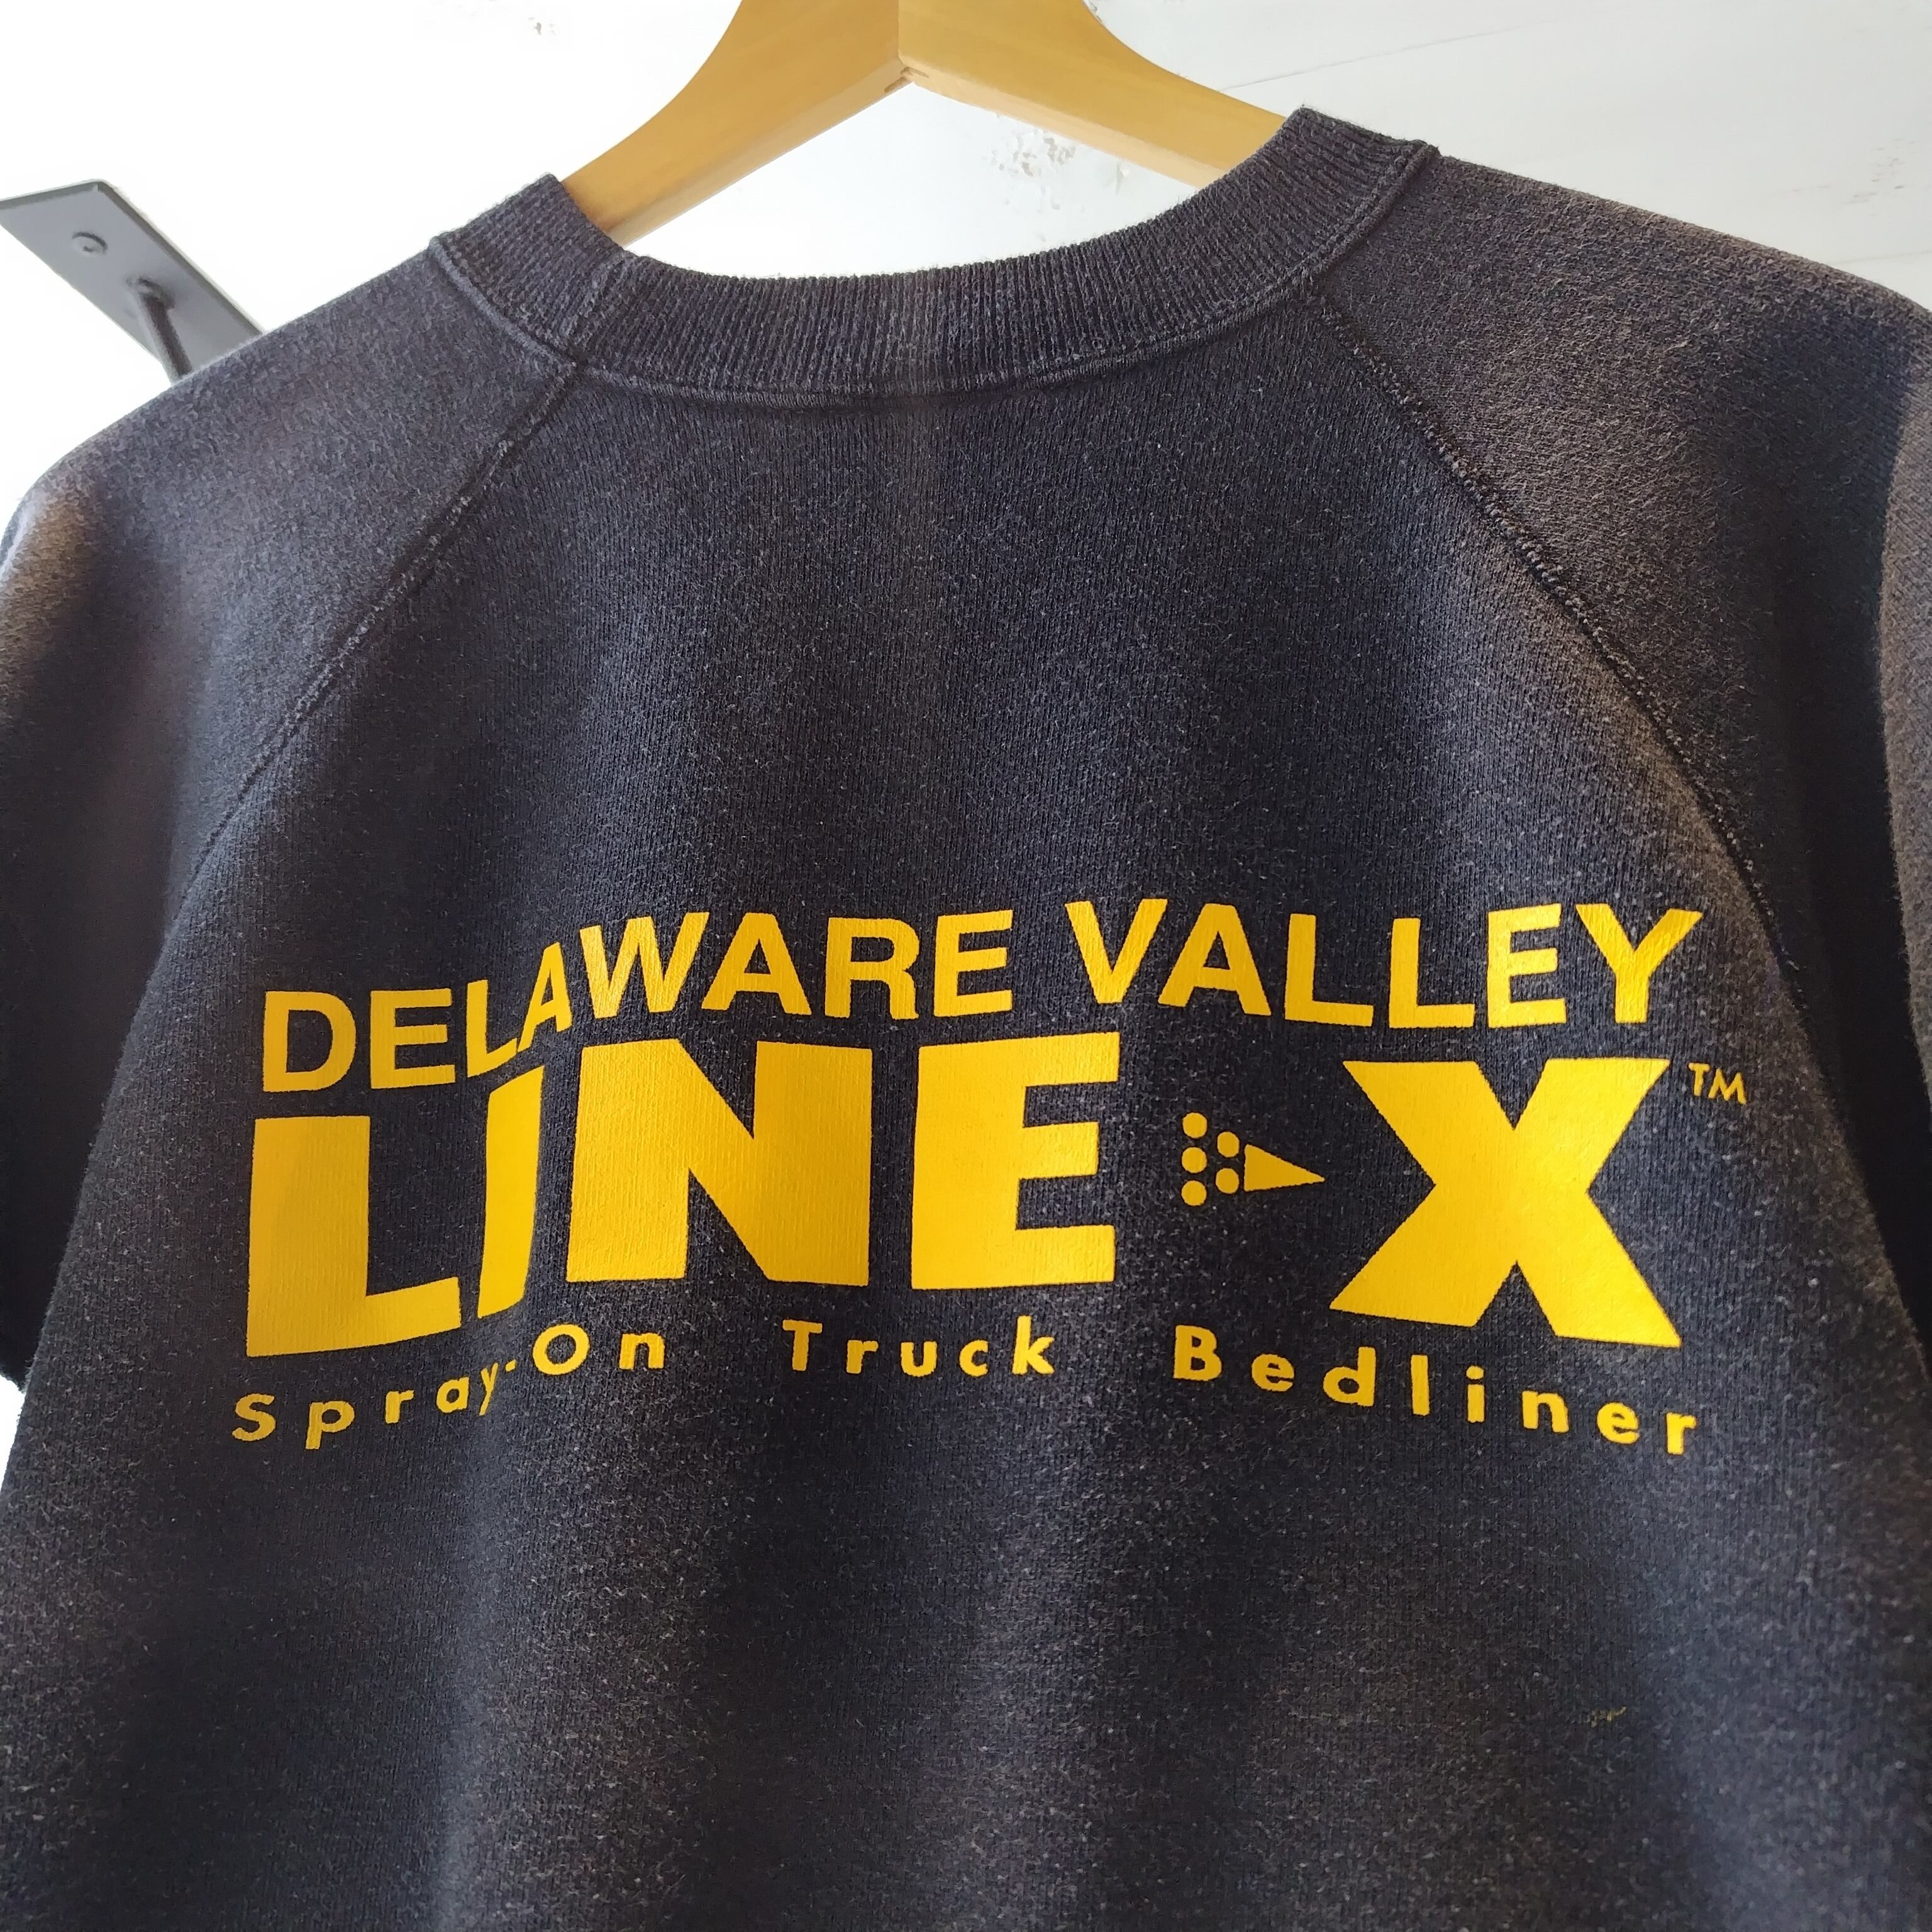 DELAWARE VALLEY
LINE-X™
Spray-On Truck Bedliner